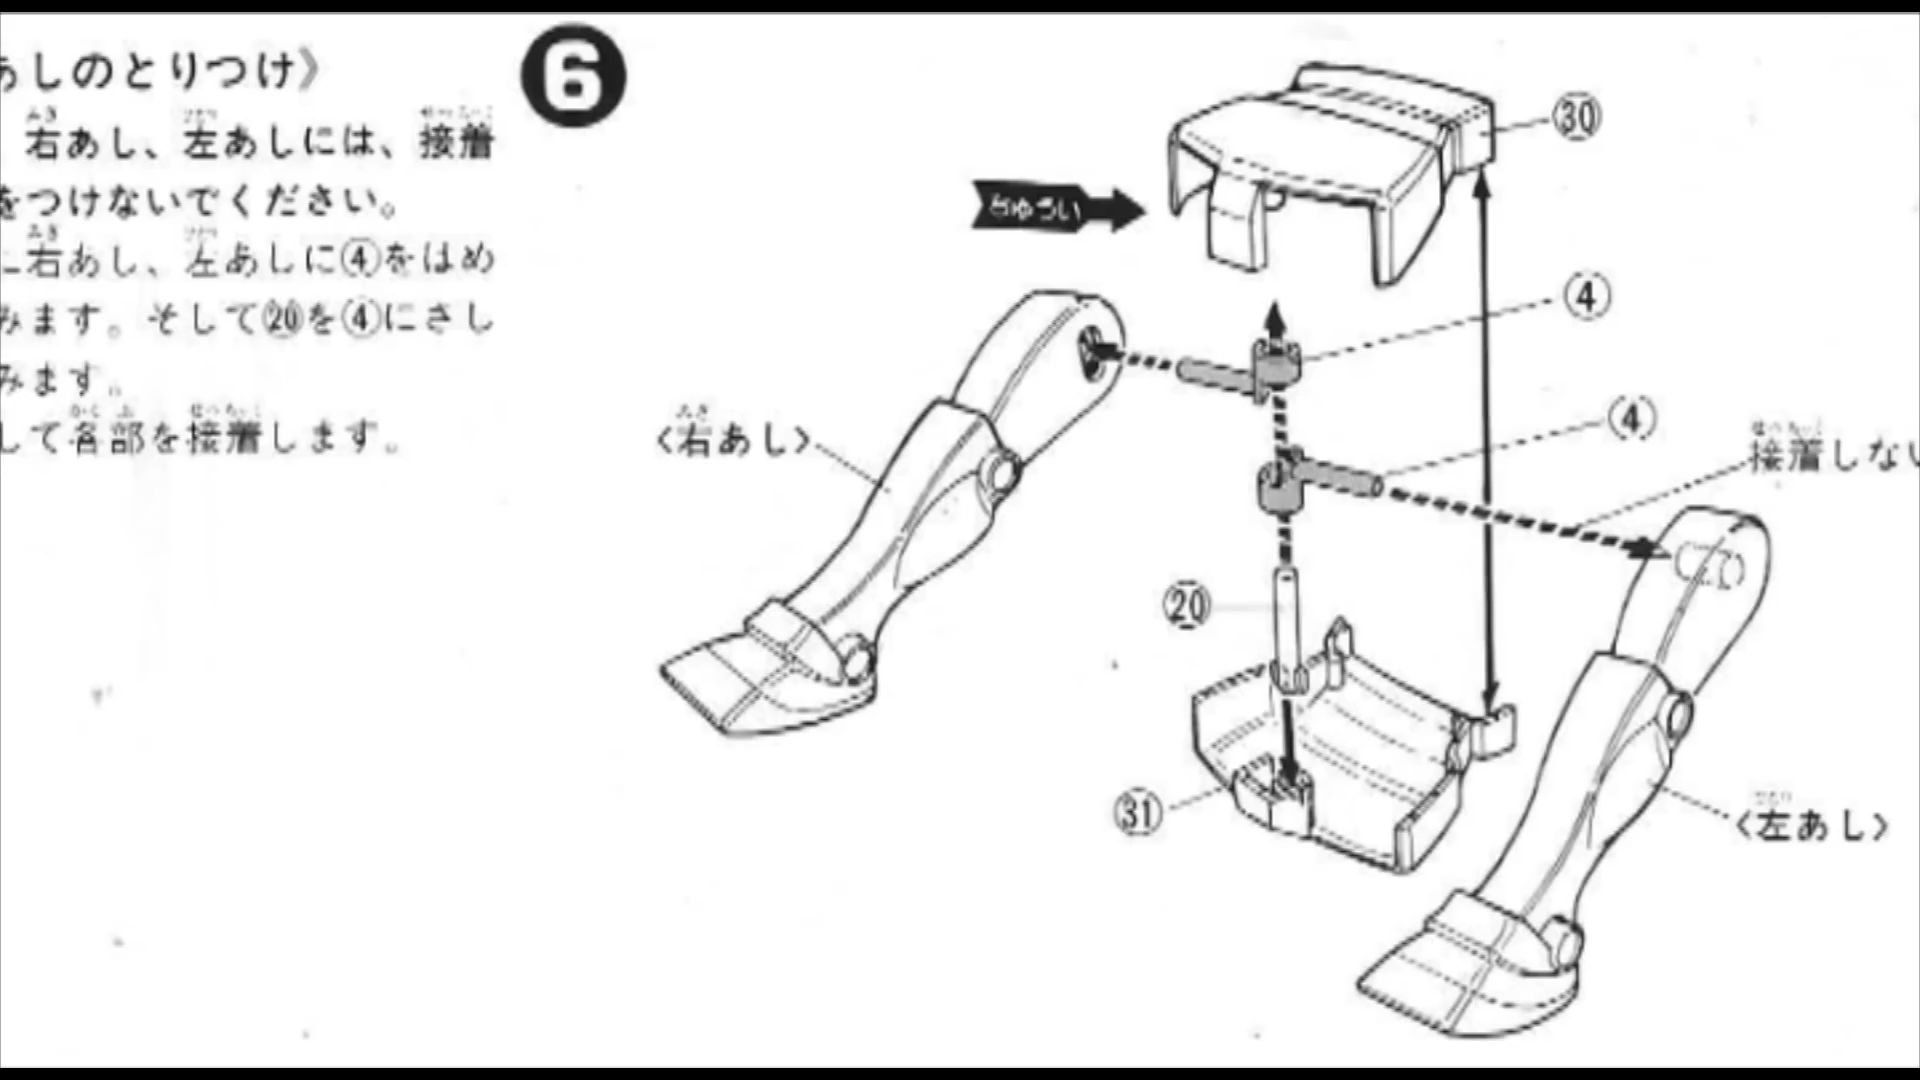 あしのとりつけ》
右あし、左あしには、接着
をつけないでください。
に右あし、左あしに④をはめ
みます。そして⑳を④にさし
みます。
して各部を接着します。
6
ちゅうい
㉚
④
④
接着しない
〈右あし〉
⑳
㉛
〈左あし〉